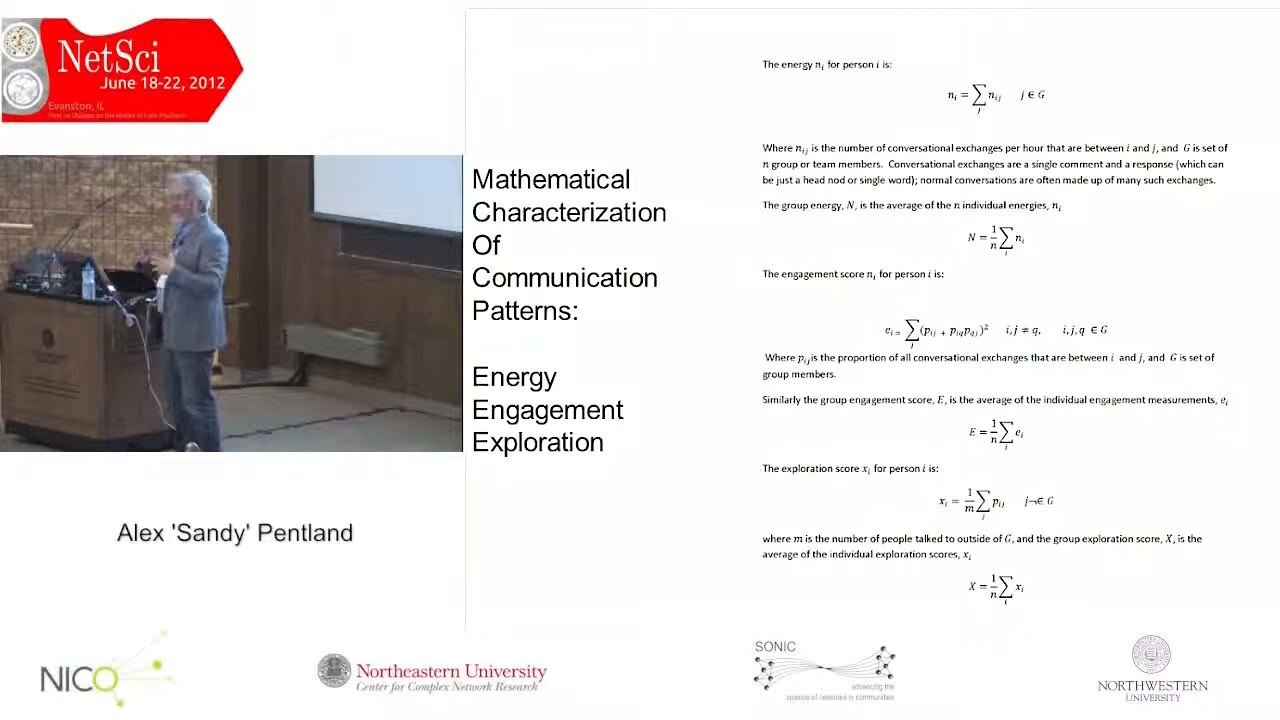 NetSci
June 18-22, 2012
Evanston, IL
Mathematical
Characterization
Of
Communication
Patterns:
Energy
Engagement
Exploration
The energy nᵢ for person i is:
nᵢ = ∑ⱼ nᵢⱼ j ∈ G
Where nᵢⱼ is the number of conversational exchanges per hour that are between i and j, and G is set of
n group or team members. Conversational exchanges are a single comment and a response (which can
be just a head nod or single word); normal conversations are often made up of many such exchanges.
The group energy, N, is the average of the n individual energies, nᵢ
N = 1/n ∑ᵢ nᵢ
The engagement score nᵢ for person i is:
eᵢ₌ ∑ⱼ (pᵢⱼ + pᵢqpqⱼ)² i,j ≠ q, i,j,q ∈ G
Where pᵢⱼis the proportion of all conversational exchanges that are between i and j, and G is set of
group members.
Similarly the group engagement score, E, is the average of the individual engagement measurements, eᵢ
E = 1/n ∑ᵢ eᵢ
The exploration score xᵢ for person i is:
xᵢ = 1/m ∑ⱼ pᵢⱼ j¬∈ G
where m is the number of people talked to outside of G, and the group exploration score, X, is the
average of the individual exploration scores, xᵢ
X = 1/n ∑ᵢ xᵢ
Alex 'Sandy' Pentland
NICO
Northeastern University
Center for Complex Network Research
SONIC
advancing the
science of networks in communities
NORTHWESTERN
UNIVERSITY